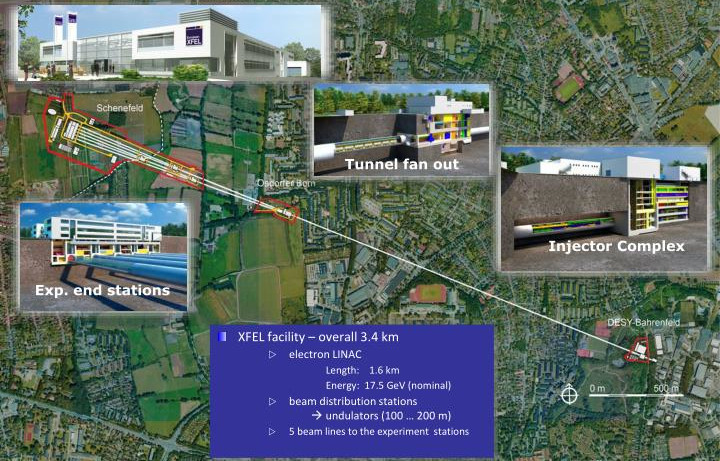 XFEL
Schenefeld
Tunnel fan out
Osdorfer Born
Injector Complex
Exp. end stations
DESY-Bahrenfeld
0 m 500 m
XFEL facility – overall 3.4 km
▷ electron LINAC
Length: 1.6 km
Energy: 17.5 GeV (nominal)
▷ beam distribution stations
→ undulators (100 ... 200 m)
▷ 5 beam lines to the experiment stations